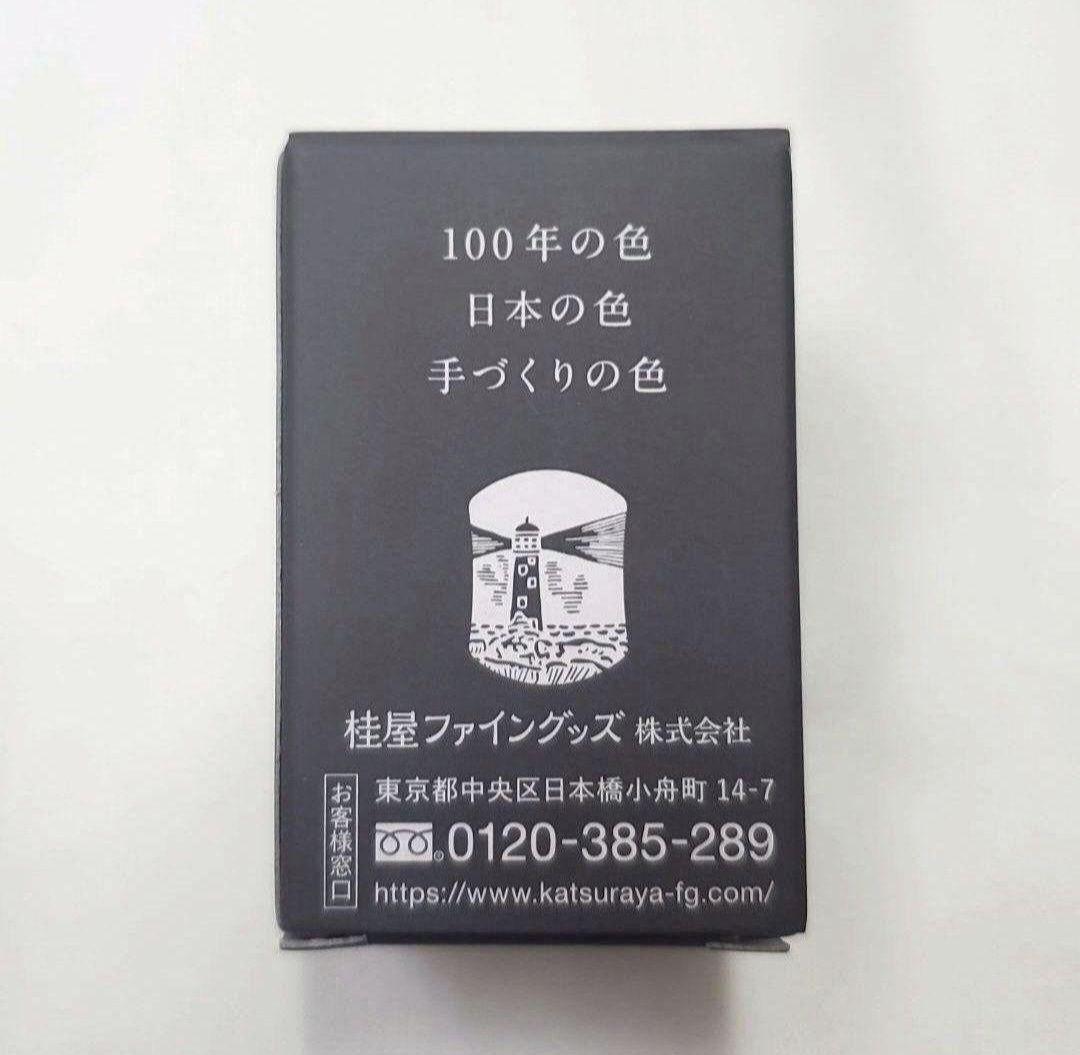 100年の色
日本の色
手づくりの色
桂屋ファイングッズ 株式会社
お客様窓口
東京都中央区日本橋小舟町 14-7
0120-385-289
https://www.katsuraya-fg.com/